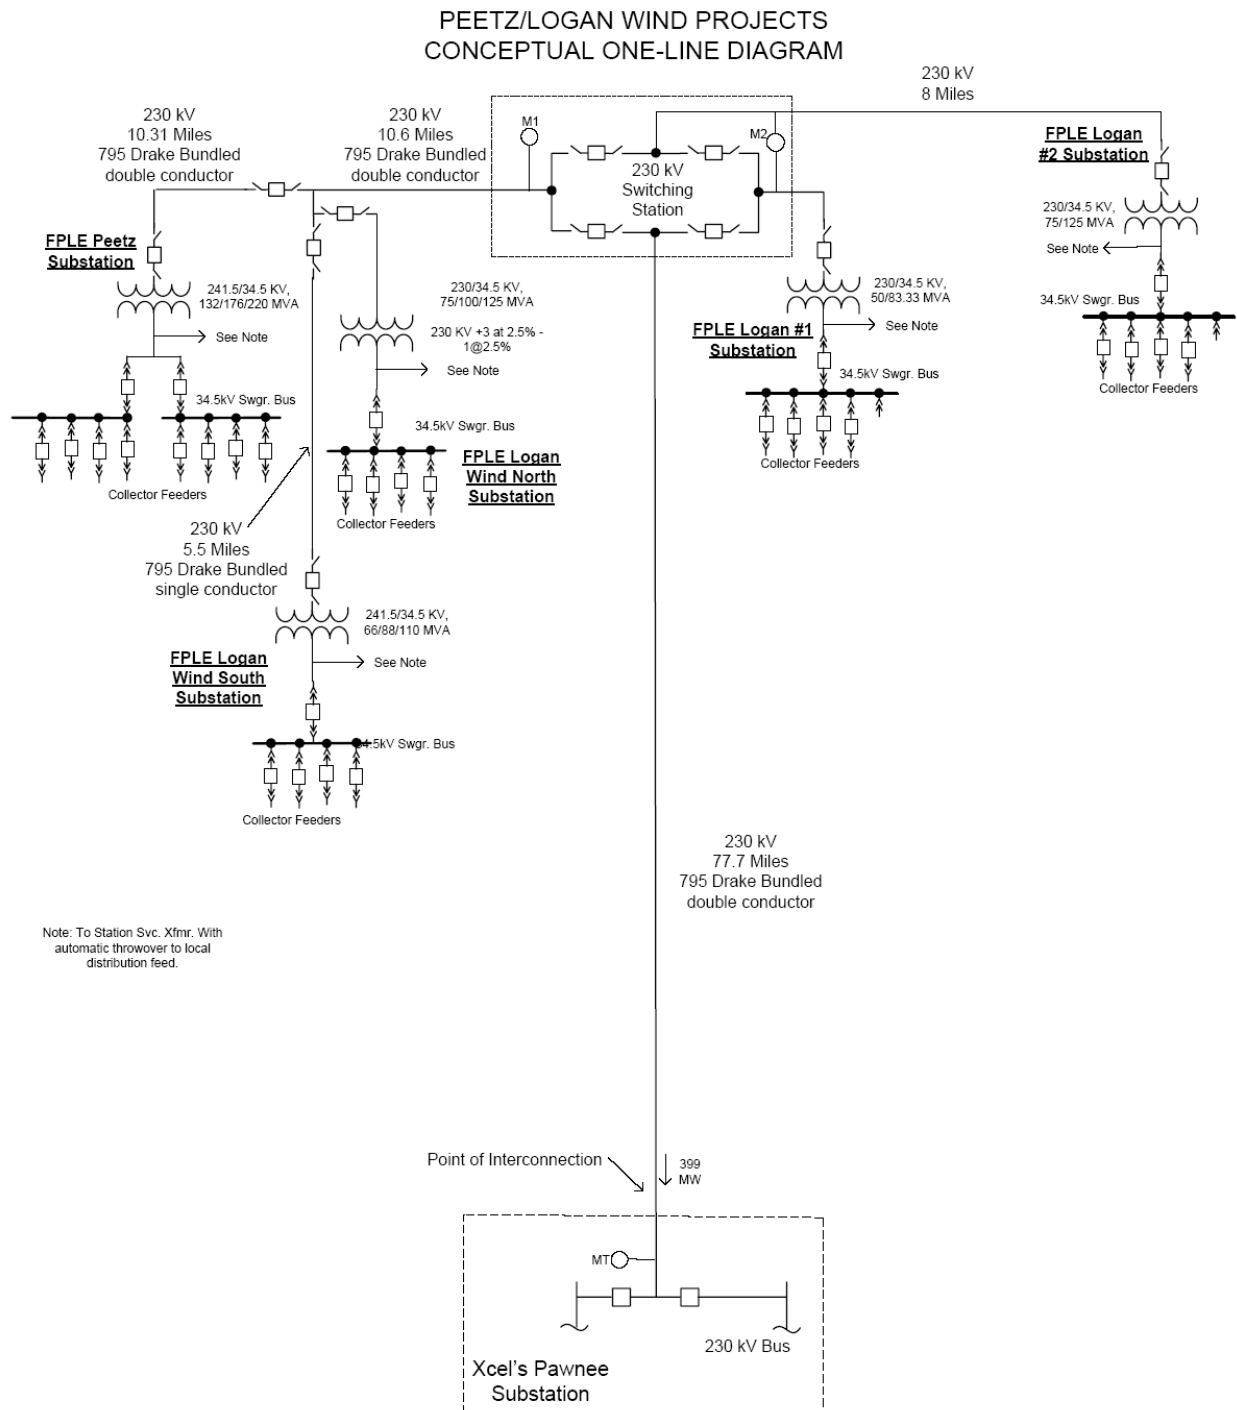 PEETZ/LOGAN WIND PROJECTS
CONCEPTUAL ONE-LINE DIAGRAM
230 kV
10.31 Miles
795 Drake Bundled
double conductor
230 kV
10.6 Miles
795 Drake Bundled
double conductor
M1
M2
230 kV
Switching
Station
230 kV
8 Miles
FPLE Logan
#2 Substation
230/34.5 KV,
75/125 MVA
See Note
34.5kV Swgr. Bus
Collector Feeders
FPLE Peetz
Substation
241.5/34.5 KV,
132/176/220 MVA
See Note
34.5kV Swgr. Bus
Collector Feeders
230/34.5 KV,
75/100/125 MVA
230 KV +3 at 2.5% -
1@2.5%
See Note
34.5kV Swgr. Bus
FPLE Logan
Wind North
Substation
Collector Feeders
230/34.5 KV,
50/83.33 MVA
See Note
FPLE Logan #1
Substation
34.5kV Swgr. Bus
Collector Feeders
230 kV
5.5 Miles
795 Drake Bundled
single conductor
241.5/34.5 KV,
66/88/110 MVA
See Note
FPLE Logan
Wind South
Substation
34.5kV Swgr. Bus
Collector Feeders
230 kV
77.7 Miles
795 Drake Bundled
double conductor
Note: To Station Svc. Xfmr. With
automatic throwover to local
distribution feed.
Point of Interconnection
399
MW
MT
230 kV Bus
Xcel's Pawnee
Substation